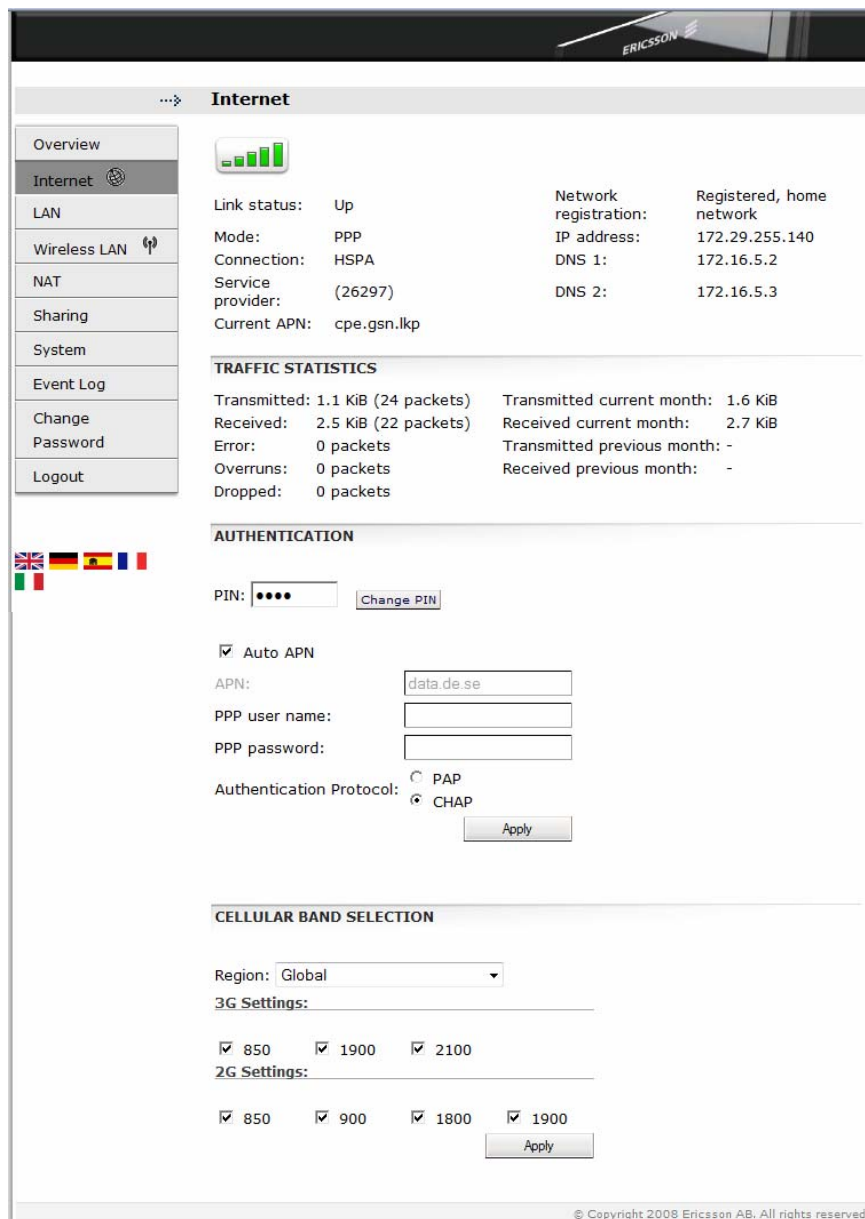 ERICSSON
Internet
Overview
Internet
LAN
Wireless LAN
NAT
Sharing
System
Event Log
Change
Password
Logout
Link status: Up
Network registration: Registered, home network
Mode: PPP
IP address: 172.29.255.140
Connection: HSPA
DNS 1: 172.16.5.2
Service provider: (26297)
DNS 2: 172.16.5.3
Current APN: cpe.gsn.lkp
TRAFFIC STATISTICS
Transmitted: 1.1 KiB (24 packets) Transmitted current month: 1.6 KiB
Received: 2.5 KiB (22 packets) Received current month: 2.7 KiB
Error: 0 packets Transmitted previous month: -
Overruns: 0 packets Received previous month: -
Dropped: 0 packets
AUTHENTICATION
PIN: •••• Change PIN
Auto APN
APN: data.de.se
PPP user name:
PPP password:
Authentication Protocol: PAP
CHAP
Apply
CELLULAR BAND SELECTION
Region: Global
3G Settings:
850 1900 2100
2G Settings:
850 900 1800 1900
Apply
© Copyright 2008 Ericsson AB. All rights reserved